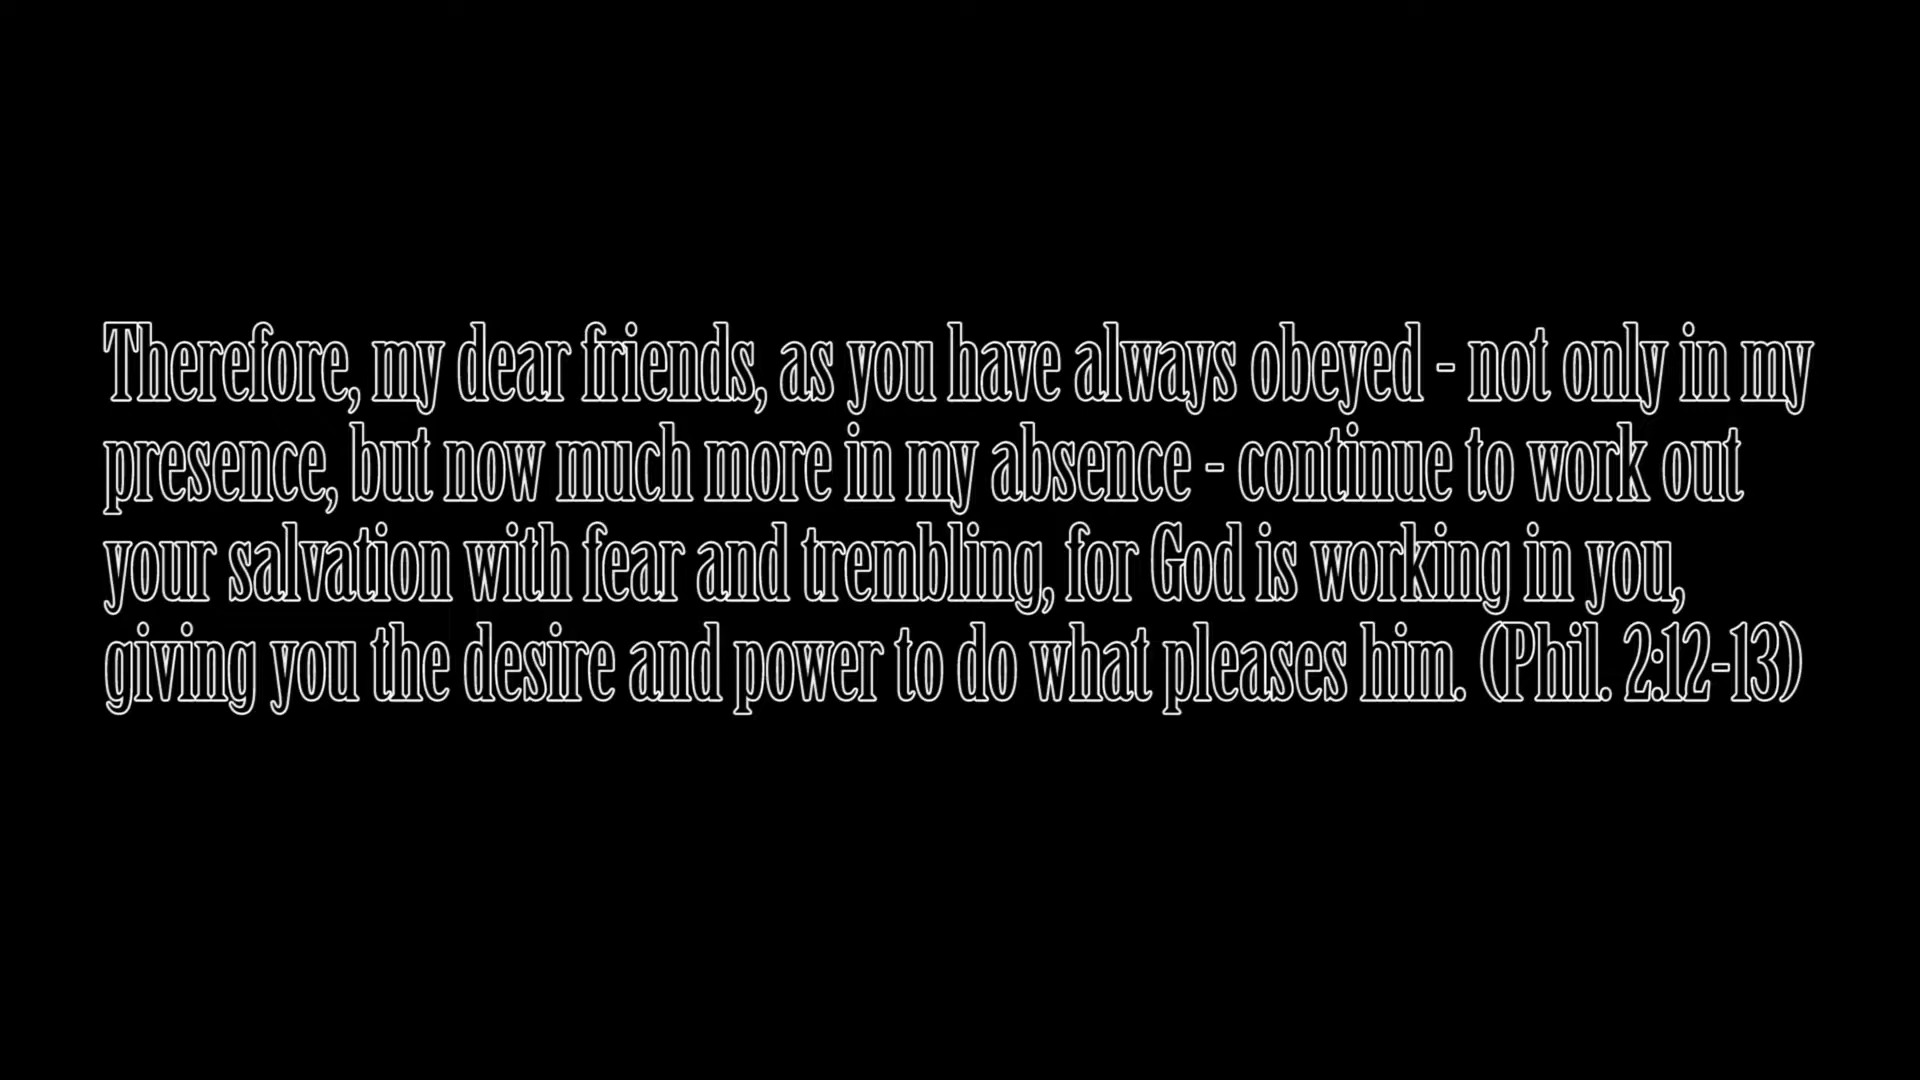 Therefore, my dear friends, as you have always obeyed - not only in my
presence, but now much more in my absence - continue to work out
your salvation with fear and trembling, for God is working in you,
giving you the desire and power to do what pleases him. (Phil. 2:12-13)